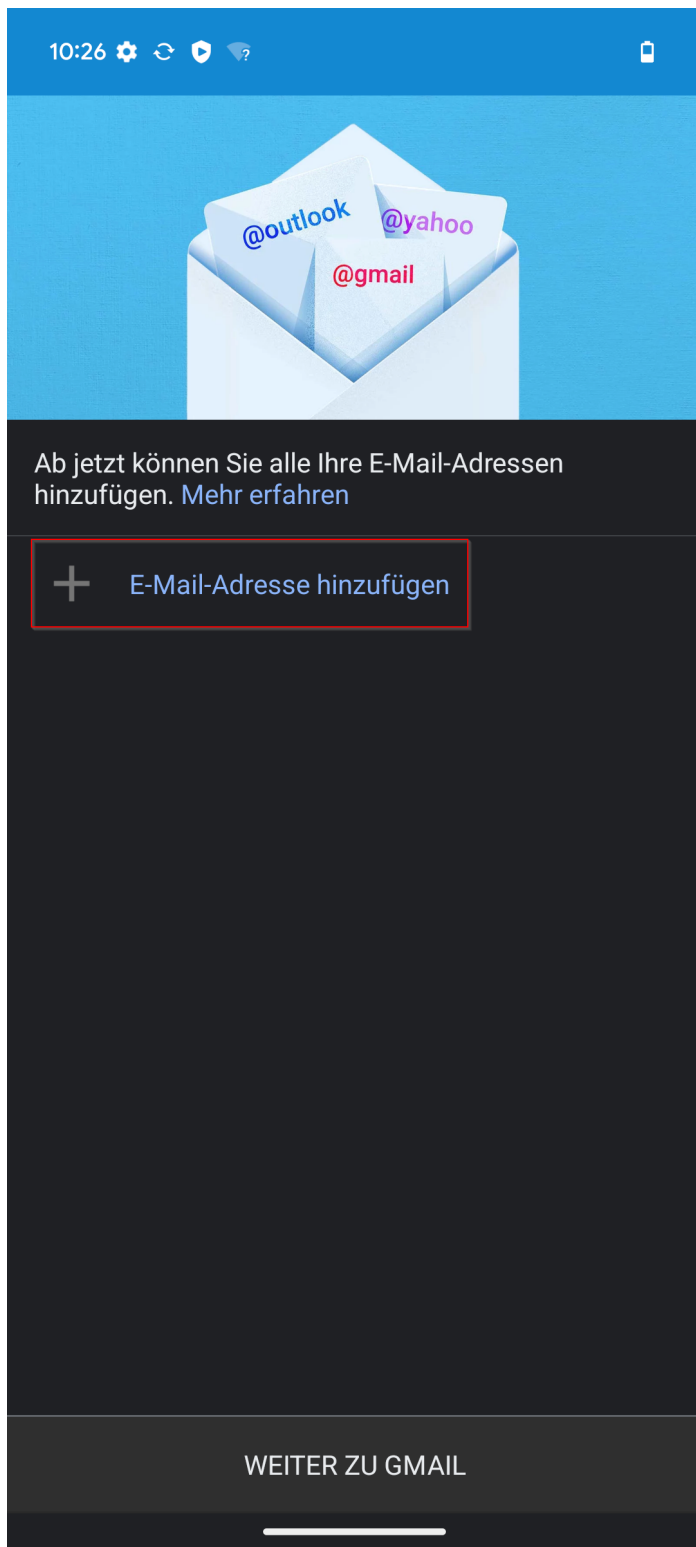 10:26
@outlook
@yahoo
@gmail
Ab jetzt können Sie alle Ihre E-Mail-Adressen
hinzufügen. Mehr erfahren
E-Mail-Adresse hinzufügen
WEITER ZU GMAIL